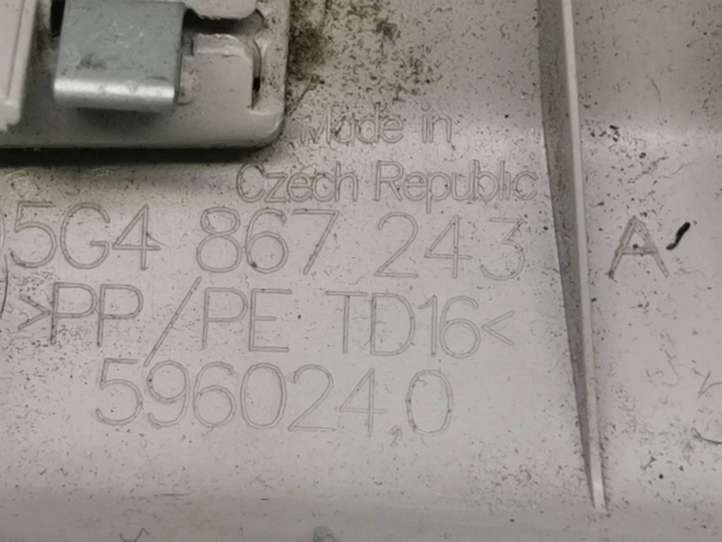 Made in
Czech Republic
5G4 867 243 A
>PP/PE TD16<
596024,0